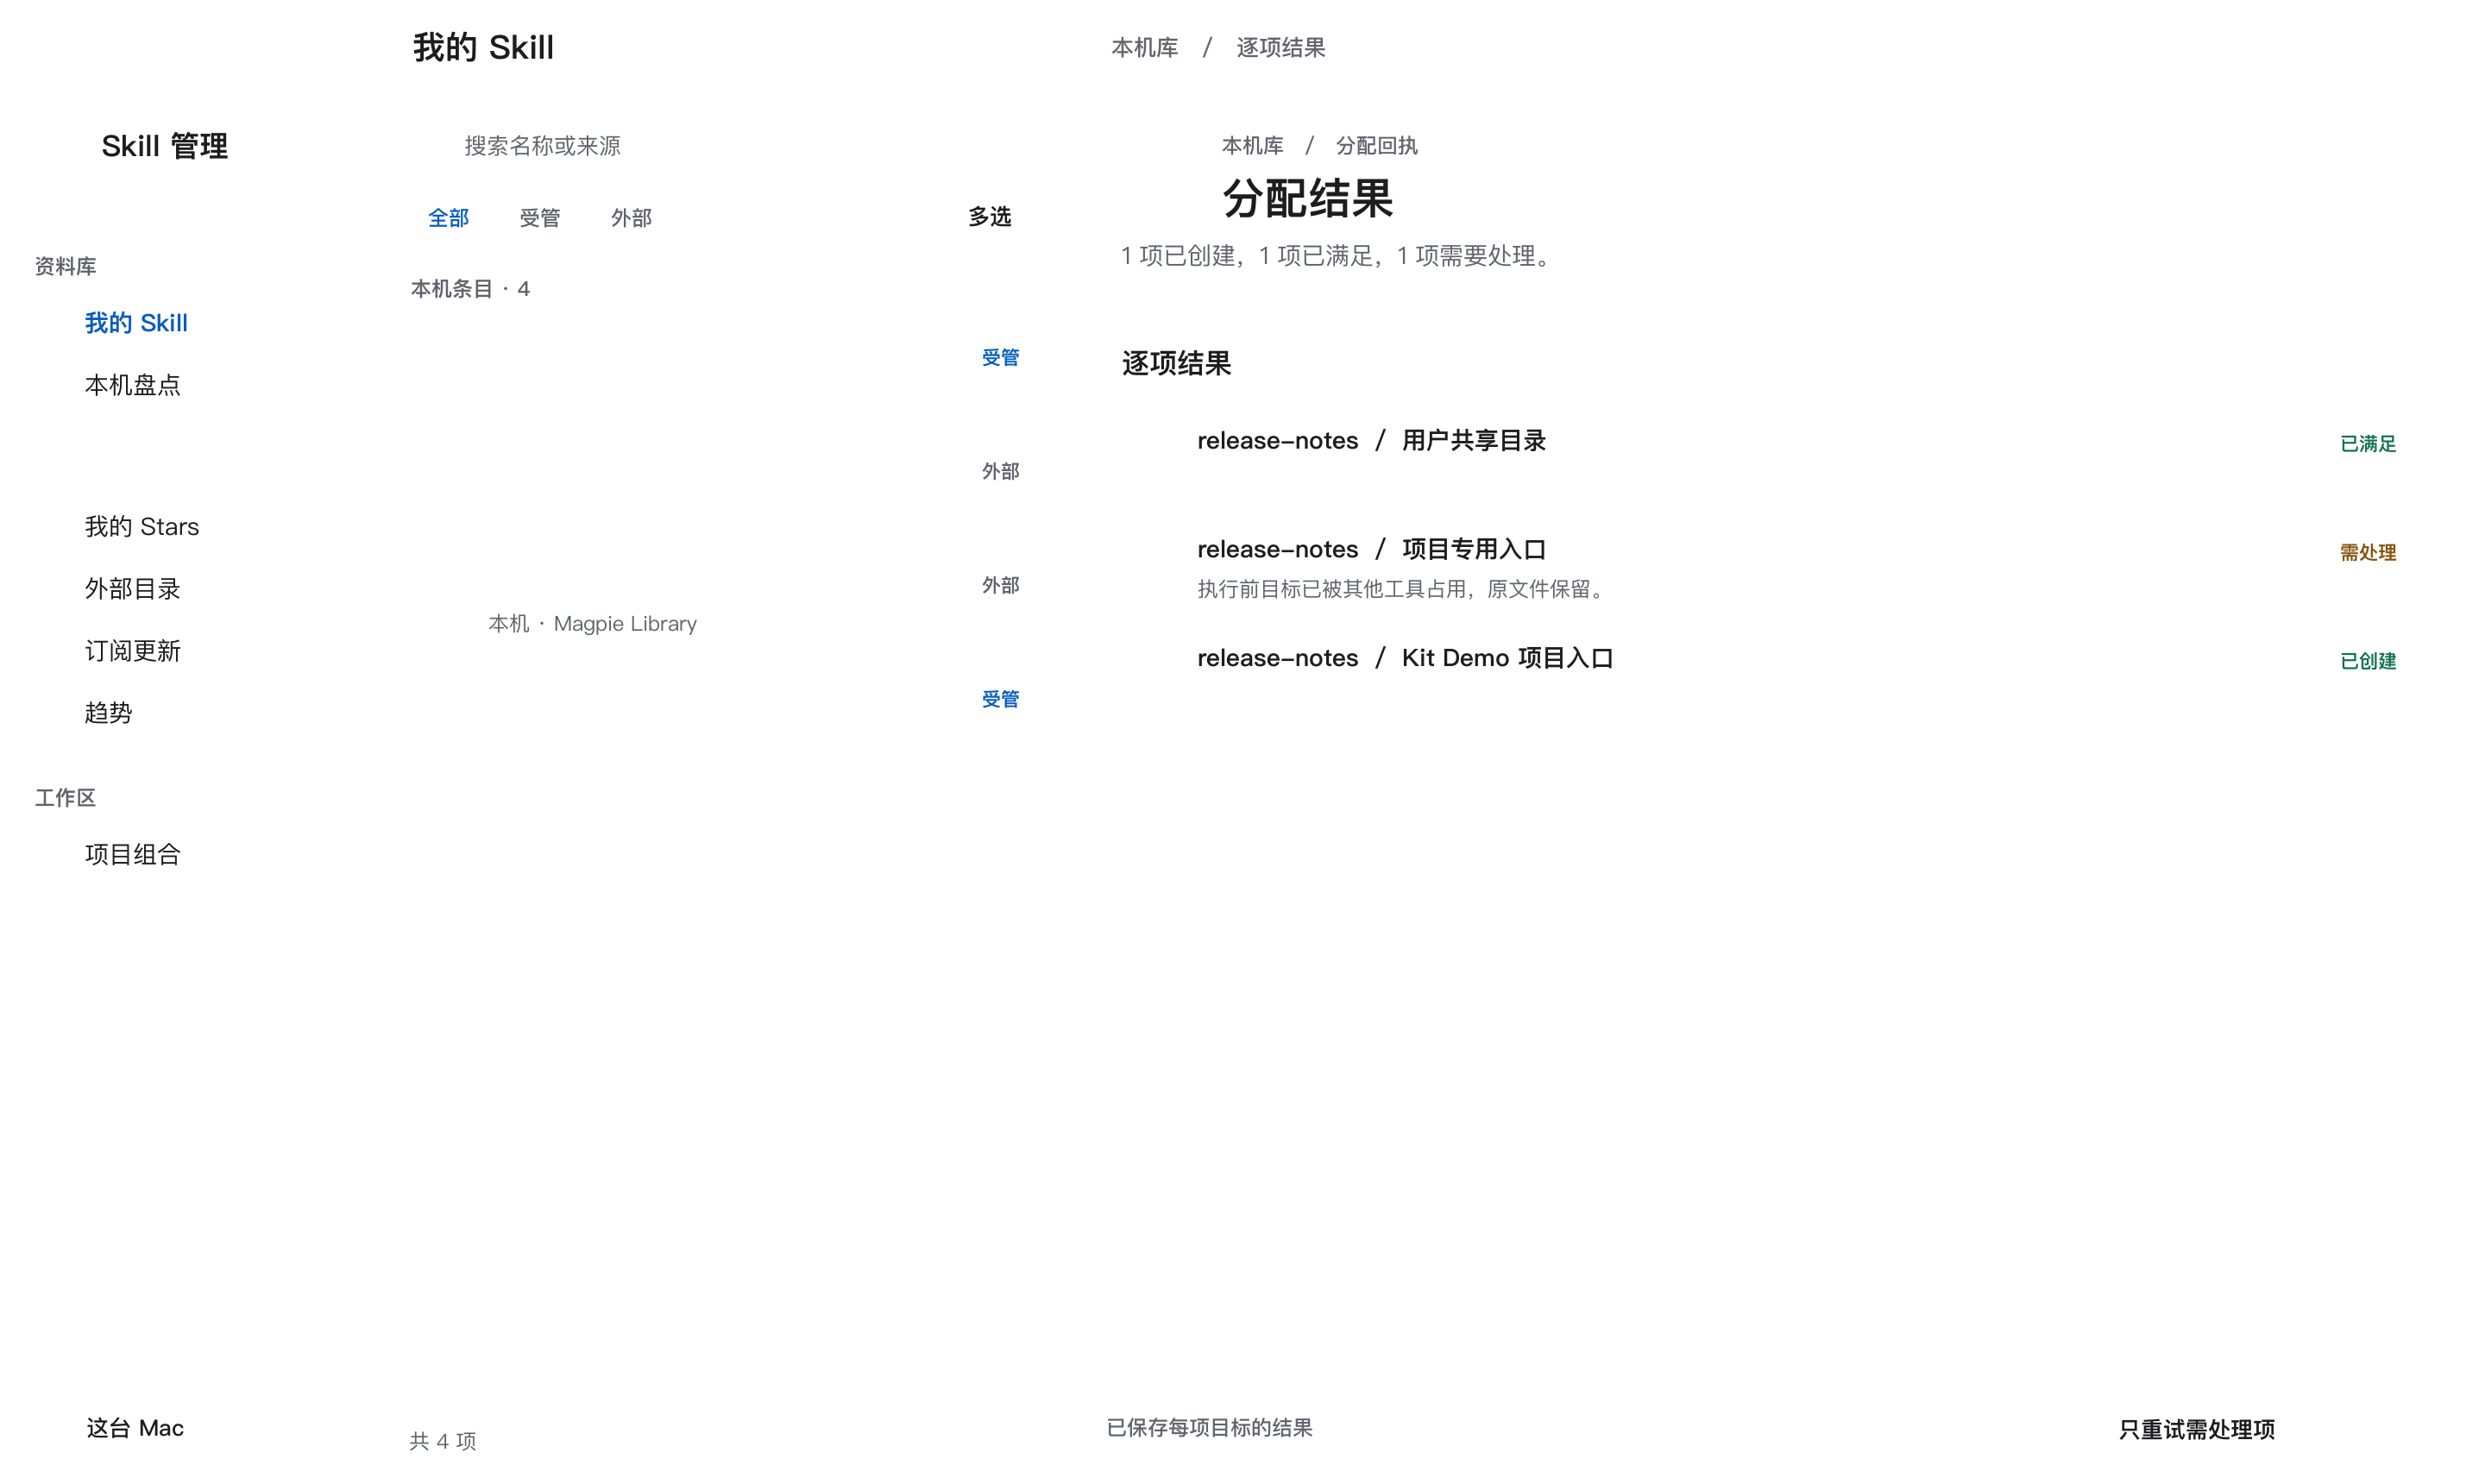 我的 Skill
本机库 / 逐项结果
Skill 管理
资料库
我的 Skill
本机盘点
我的 Stars
外部目录
订阅更新
趋势
工作区
项目组合
这台 Mac
搜索名称或来源
全部 受管 外部 多选
本机条目 · 4
受管
外部
外部
本机 · Magpie Library
受管
共 4 项
本机库 / 分配回执
分配结果
1 项已创建，1 项已满足，1 项需要处理。
逐项结果
release-notes / 用户共享目录 已满足
release-notes / 项目专用入口 需处理
执行前目标已被其他工具占用，原文件保留。
release-notes / Kit Demo 项目入口 已创建
已保存每项目标的结果
只重试需处理项